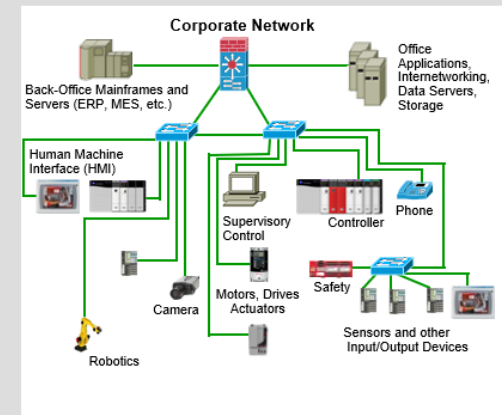 Corporate Network
Back-Office Mainframes and
Servers (ERP, MES, etc.)
Office
Applications,
Internetworking,
Data Servers,
Storage
Human Machine
Interface (HMI)
Supervisory
Control
Controller
Phone
Camera
Motors, Drives
Actuators
Safety
Robotics
Sensors and other
Input/Output Devices